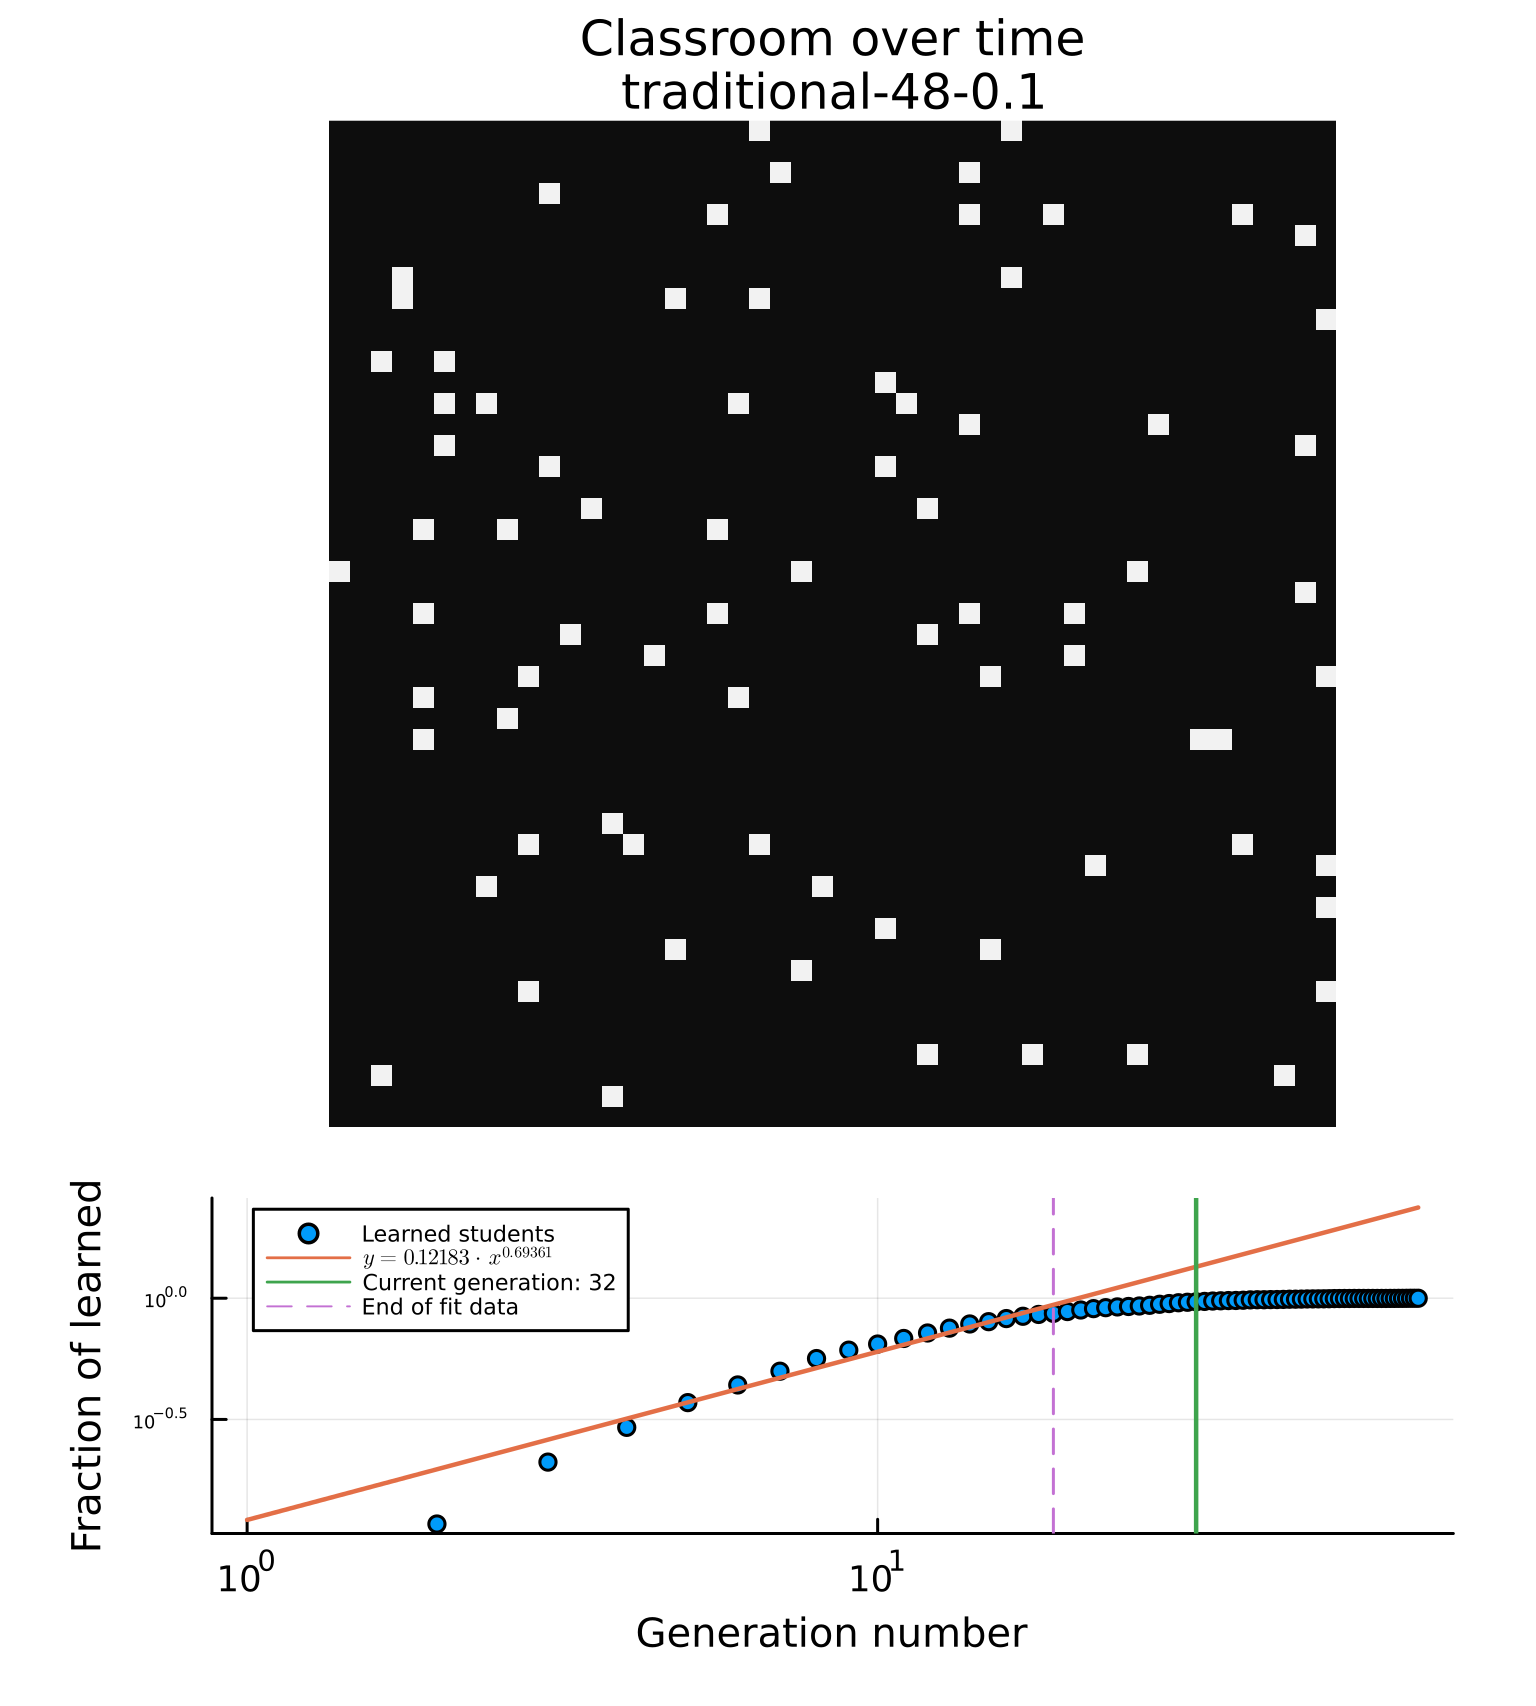 Classroom over time
traditional-48-0.1
Fraction of learned
Learned students
y = 0.12183 · x^0.69361
Current generation: 32
End of fit data
10^0.0
10^−0.5
10^0
10^1
Generation number